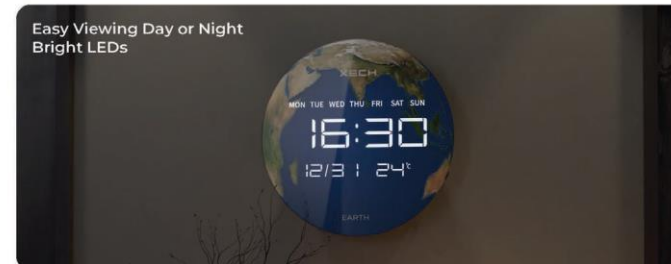 Easy Viewing Day or Night
Bright LEDs
XECH
MON TUE WED THU FRI SAT SUN
16:30
12/31 24℃
EARTH